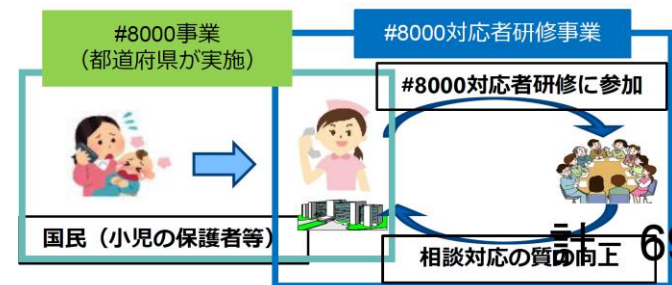 #8000事業
(都道府県が実施)
#8000対応者研修事業
#8000対応者研修に参加
国民（小児の保護者等）
相談対応の質の向上
計－ 69